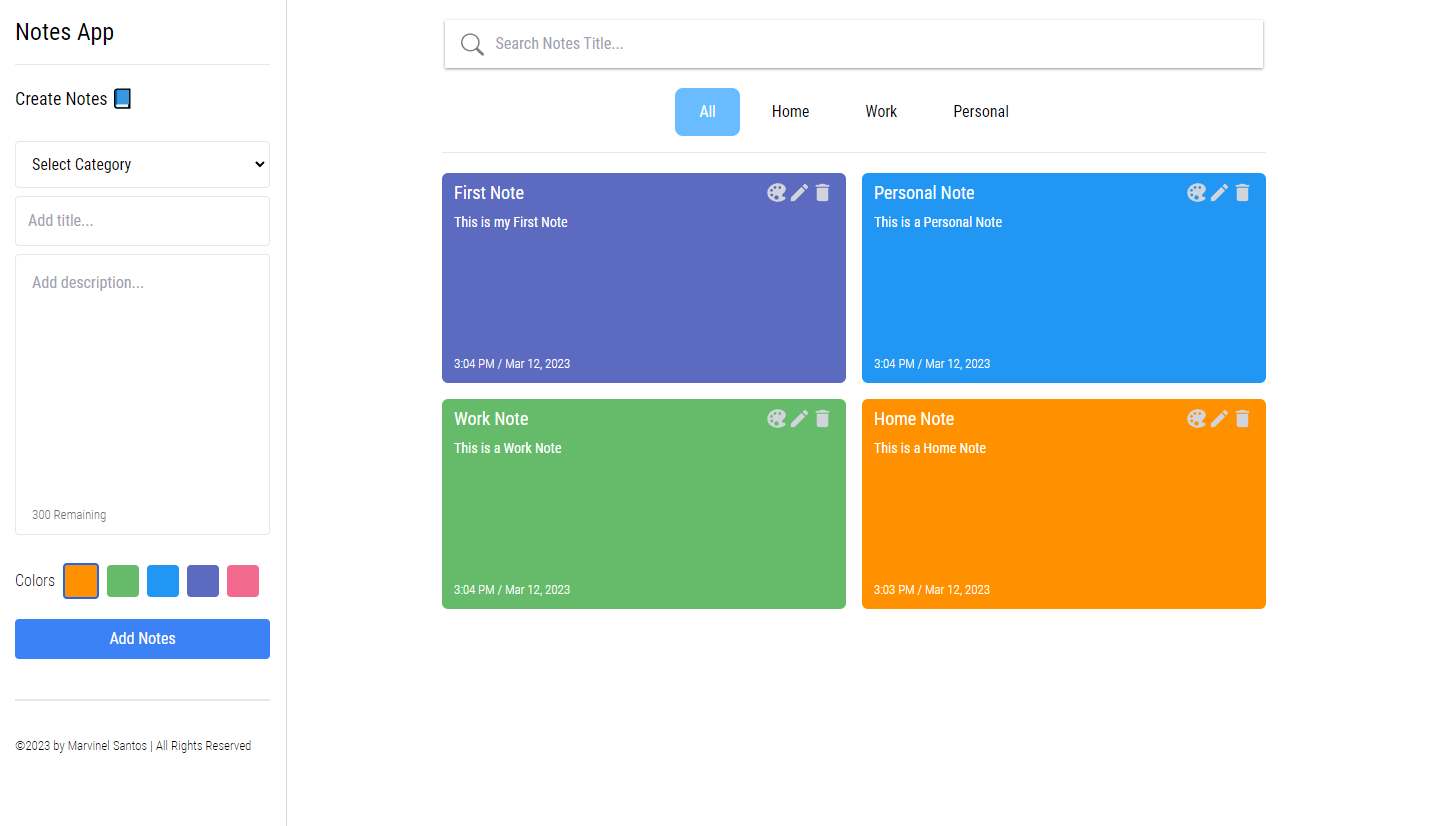 Notes App
Create Notes
Select Category
Add title...
Add description...
300 Remaining
Colors
Add Notes
©2023 by Marvinel Santos | All Rights Reserved
Search Notes Title...
All Home Work Personal
First Note
This is my First Note
3:04 PM / Mar 12, 2023
Personal Note
This is a Personal Note
3:04 PM / Mar 12, 2023
Work Note
This is a Work Note
3:04 PM / Mar 12, 2023
Home Note
This is a Home Note
3:03 PM / Mar 12, 2023